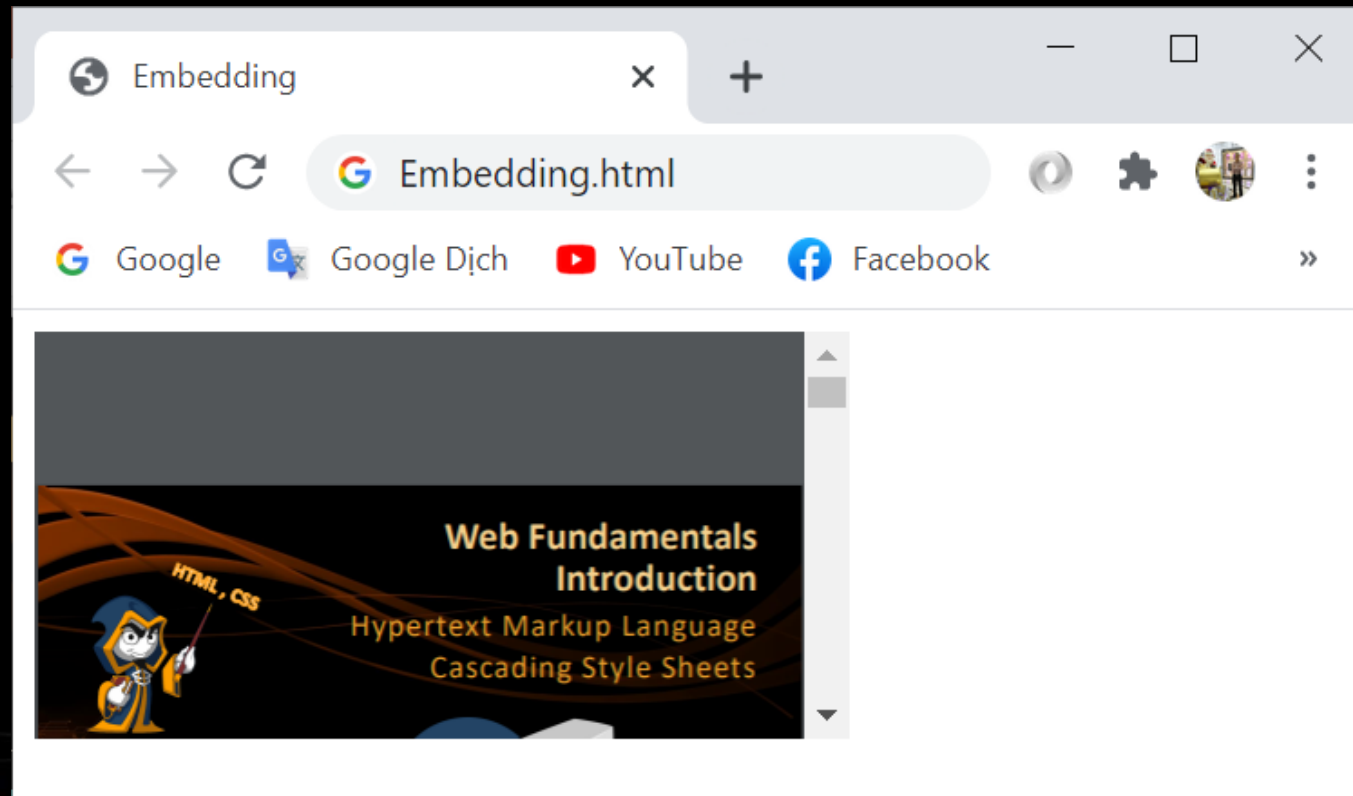 Embedding
Embedding.html
Google Google Dịch YouTube Facebook
Web Fundamentals
Introduction
HTML, CSS
Hypertext Markup Language
Cascading Style Sheets